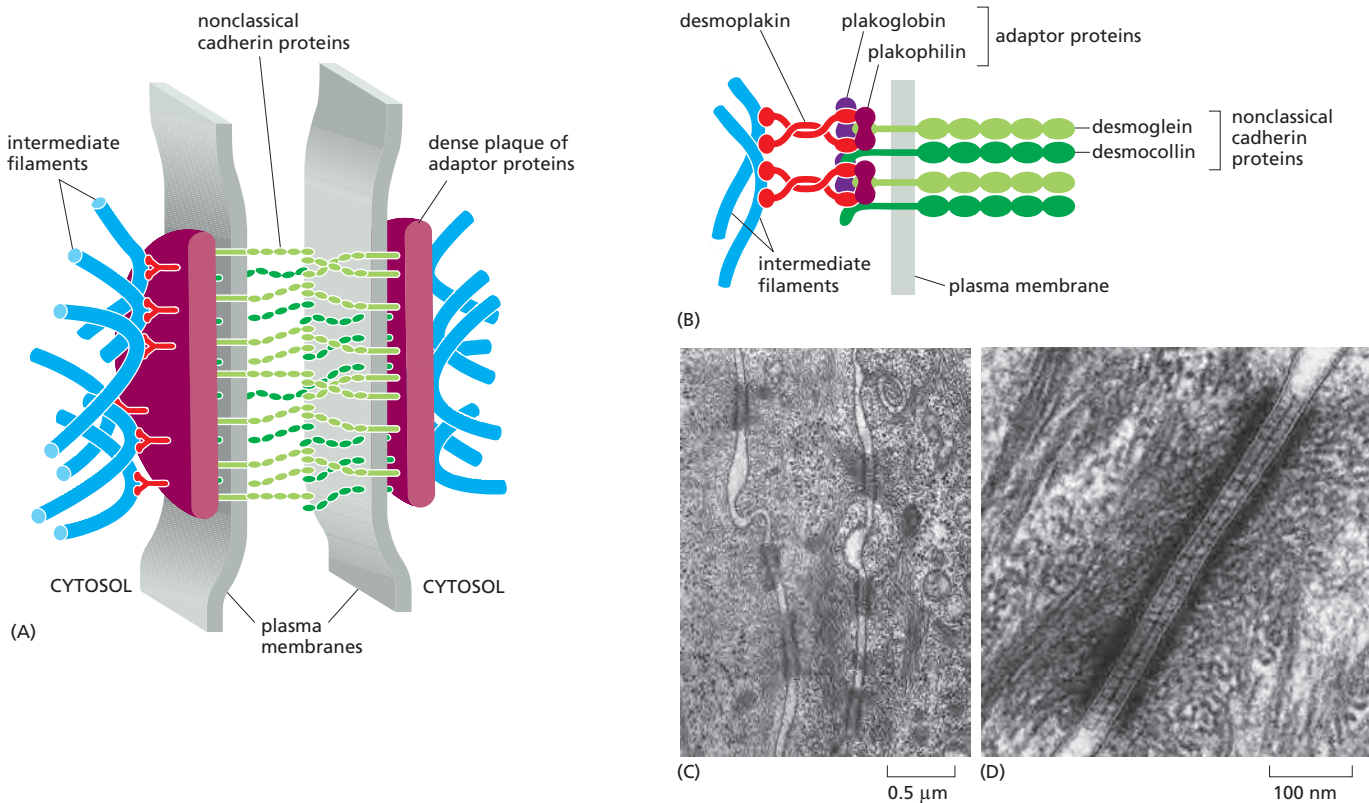 nonclassical
cadherin proteins
intermediate
filaments
dense plaque of
adaptor proteins
CYTOSOL
CYTOSOL
plasma
membranes
(A)
desmoplakin
plakoglobin
plakophilin
adaptor proteins
desmoglein
desmocollin
nonclassical
cadherin
proteins
intermediate
filaments
plasma membrane
(B)
(C)
0.5 μm
(D)
100 nm